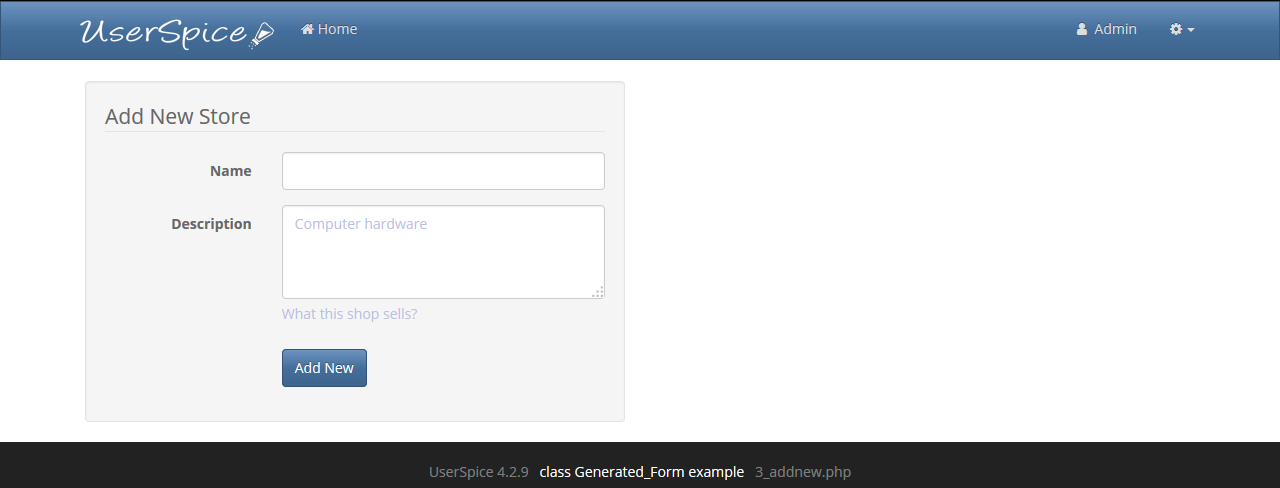 UserSpice Home Admin
Add New Store
Name
Description Computer hardware
What this shop sells?
Add New
UserSpice 4.2.9 class Generated_Form example 3_addnew.php